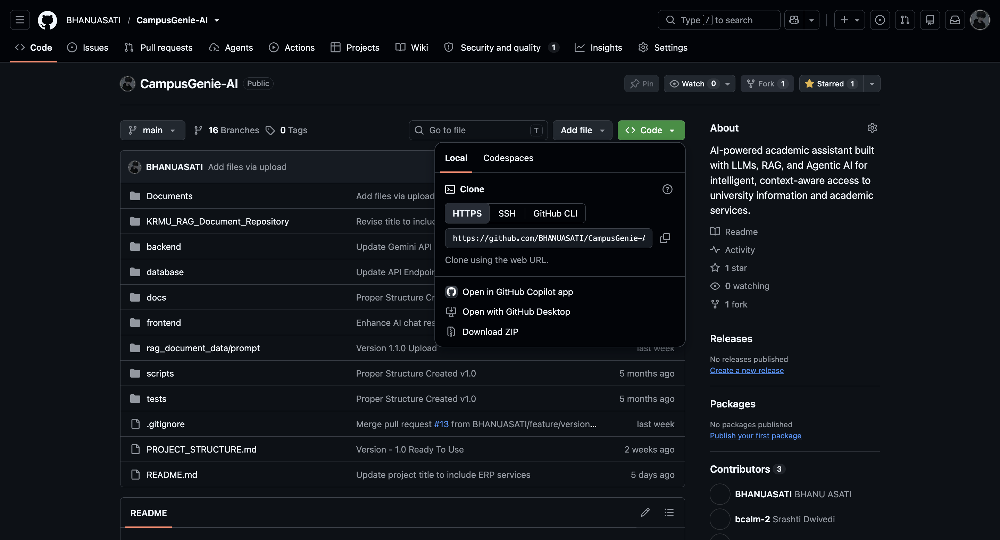 BHANUASATI / CampusGenie-AI
Type / to search
Code
Issues
Pull requests
Agents
Actions
Projects
Wiki
Security and quality 1
Insights
Settings
CampusGenie-AI Public
Pin
Watch 0
Fork 1
Starred 1
main
16 Branches
0 Tags
Go to file T
Add file
Code
BHANUASATI Add files via upload
Documents Add files via upload
KRMU_RAG_Document_Repository Revise title to
backend Update Gemini API
database Update API
docs Proper Structure
frontend Enhance AI chat
rag_document_data/prompt Version 1.1.0 Upload last week
scripts Proper Structure Created v1.0 5 months ago
tests Proper Structure Created v1.0 5 months ago
.gitignore Merge pull request #13 from BHANUASATI/feature/version... last week
PROJECT_STRUCTURE.md Version - 1.0 Ready To Use 2 weeks ago
README.md Update project title to include ERP services 5 days ago
README
Local
Codespaces
Clone
HTTPS
SSH
GitHub CLI
https://github.com/BHANUASATI/CampusGenie-A
Clone using the web URL.
Open in GitHub Copilot app
Open with GitHub Desktop
Download ZIP
About
AI-powered academic assistant built
with LLMs, RAG, and Agentic AI for
intelligent, context-aware access to
university information and academic
services.
Readme
Activity
1 star
0 watching
1 fork
Releases
No releases published
Create a new release
Packages
No packages published
Publish your first package
Contributors 3
BHANUASATI BHANU ASATI
bcalm-2 Srashti Dwivedi